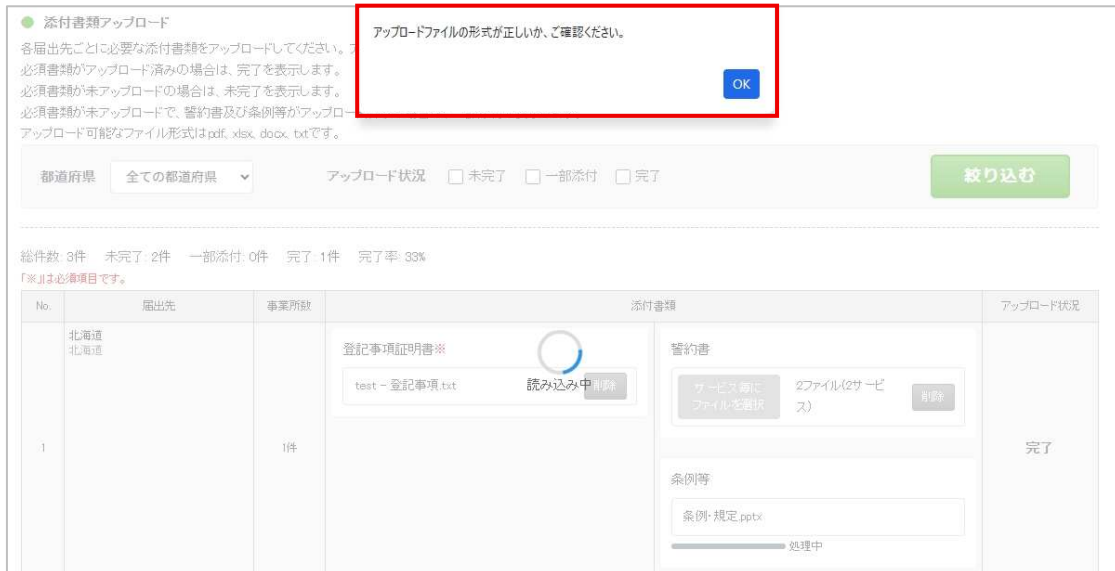 添付書類アップロード
アップロードファイルの形式が正しいか、ご確認ください。
OK
各届出先ごとに必要な添付書類をアップロードしてください。
必須書類がアップロード済みの場合は、完了を表示します。
必須書類が未アップロードの場合は、未完了を表示します。
必須書類が未アップロードで、誓約書及び条例等がアップロー
アップロード可能なファイル形式はpdf, xlsx, docx, txtです。
都道府県 全ての都道府県 アップロード状況 未完了 一部添付 完了 絞り込む
総件数: 3件 未完了: 2件 一部添付: 0件 完了: 1件 完了率: 33%
「※」は必須項目です。
No. 届出先 事業所数 添付書類 アップロード状況
北海道
北海道
登記事項証明書※
誓約書
test - 登記事項.txt
読み込み中
削除
サービス毎に
ファイルを選択
2ファイル(2サービ
ス)
削除
1
1件
完了
条例等
条例・規定.pptx
処理中